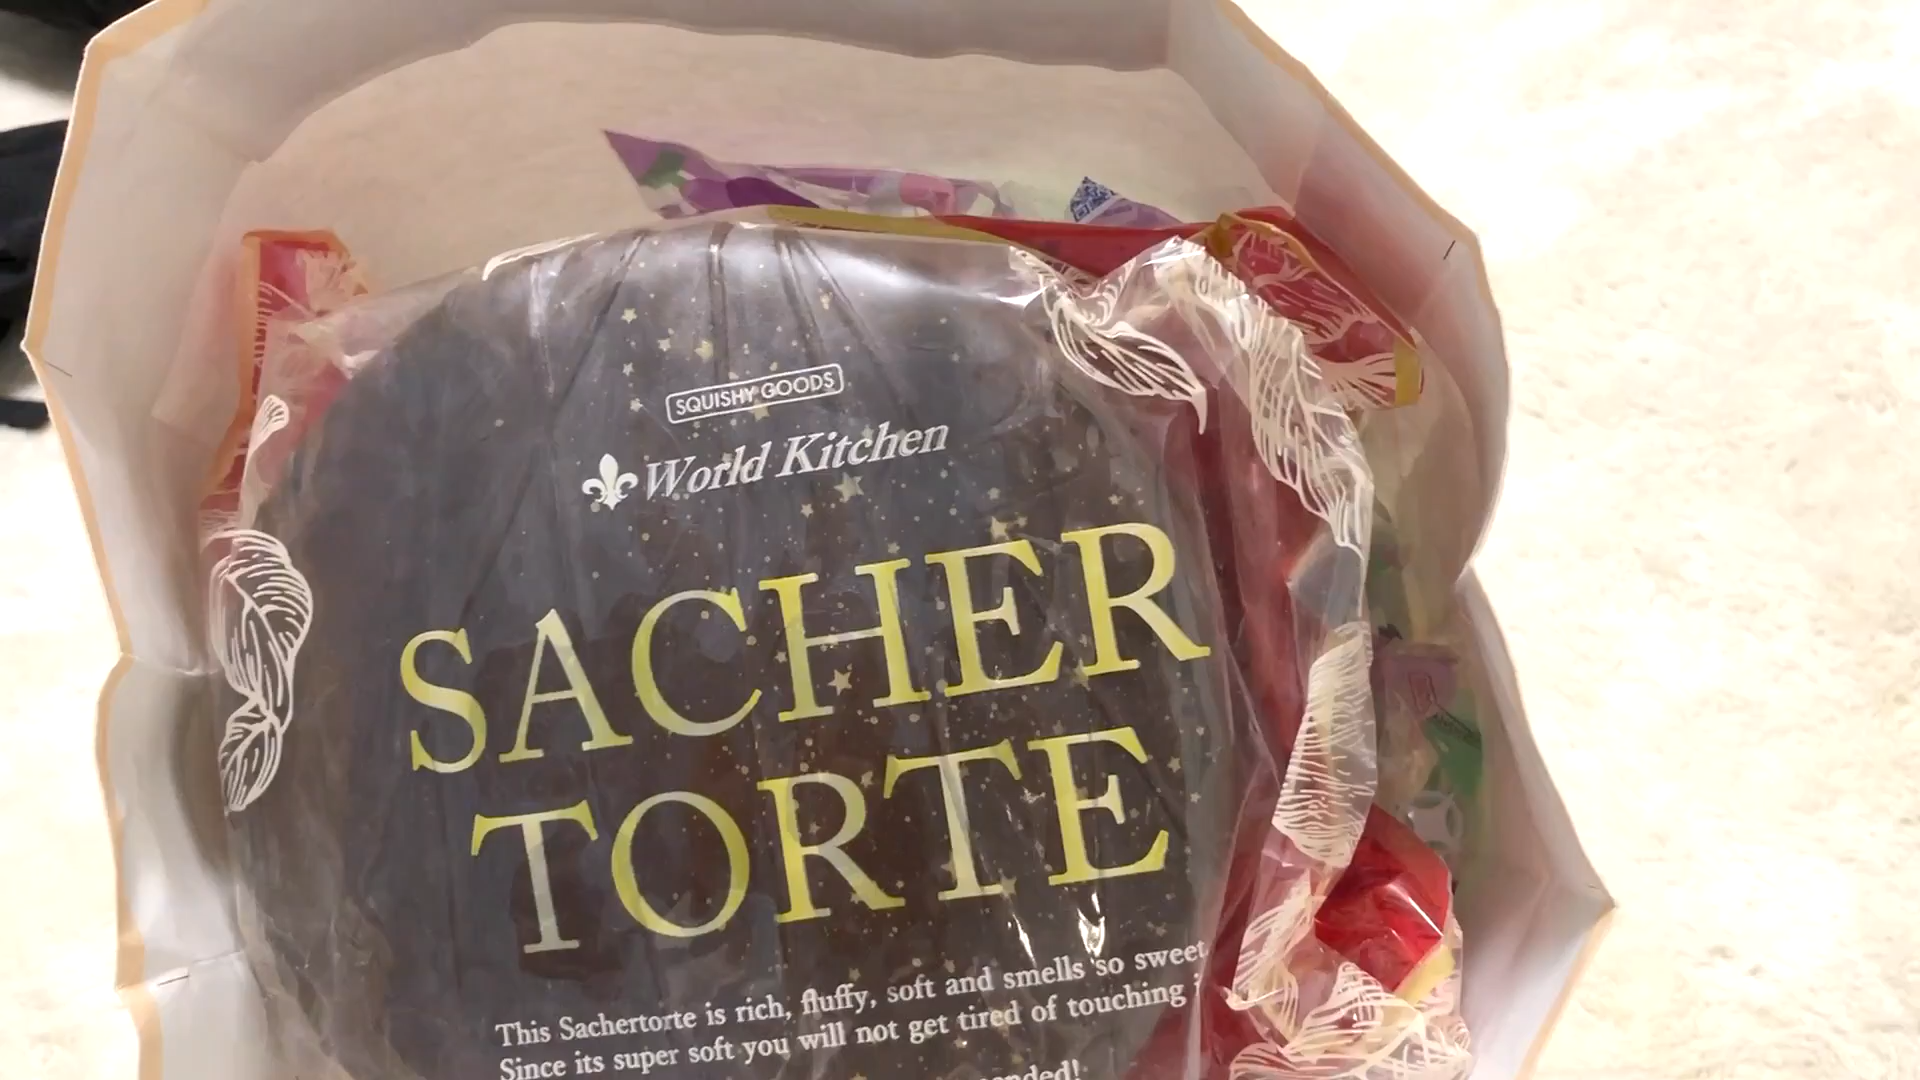 SQUISHY GOODS
World Kitchen
SACHER
TORTE
This Sachertorte is rich, fluffy, soft and smells so sweet
Since its super soft you will not get tired of touching